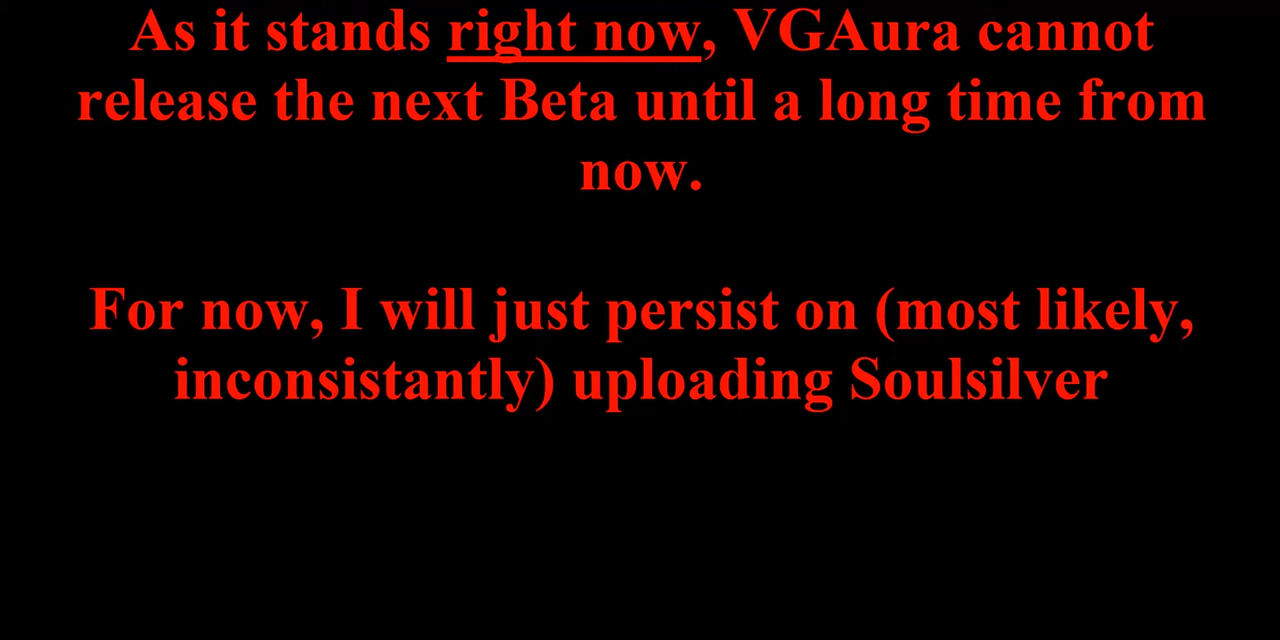 As it stands right now, VGAura cannot
release the next Beta until a long time from
now.
For now, I will just persist on (most likely,
inconsistantly) uploading Soulsilver